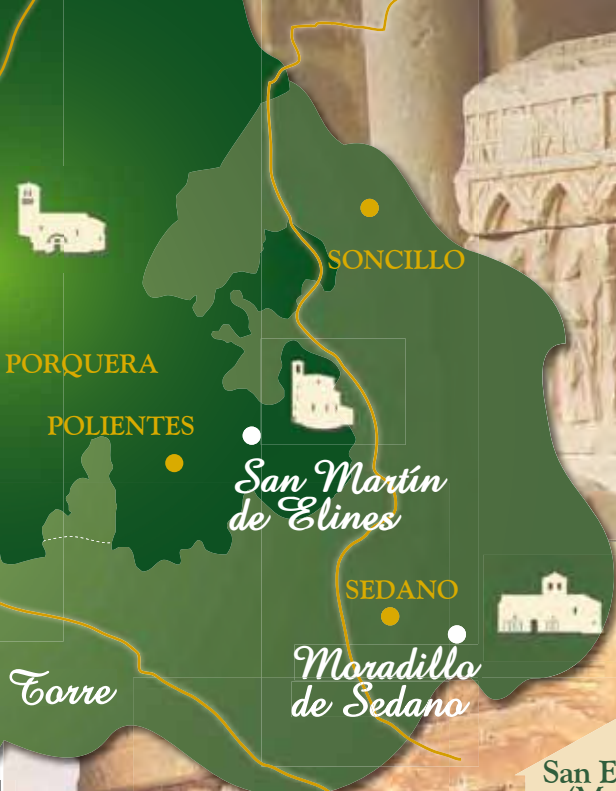 SONCILLO
PORQUERA
POLIENTES
San Martín
de Elines
SEDANO
Moradillo
de Sedano
Torre
San E